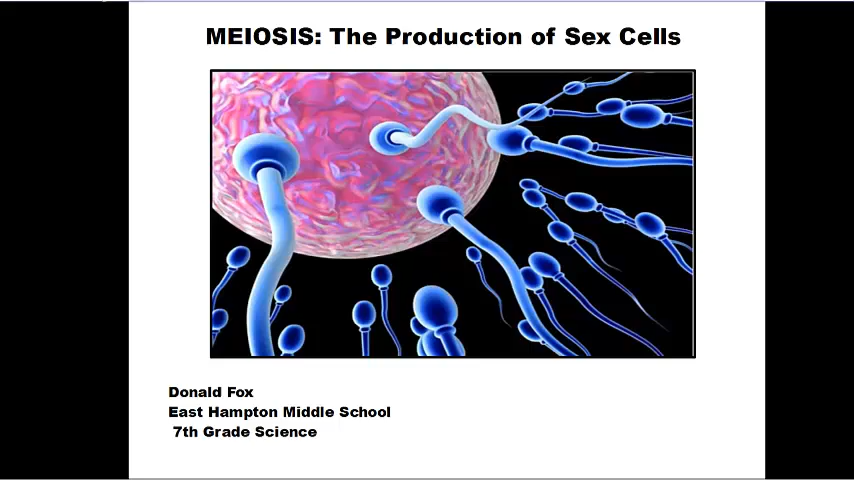 MEIOSIS: The Production of Sex Cells
Donald Fox
East Hampton Middle School
7th Grade Science